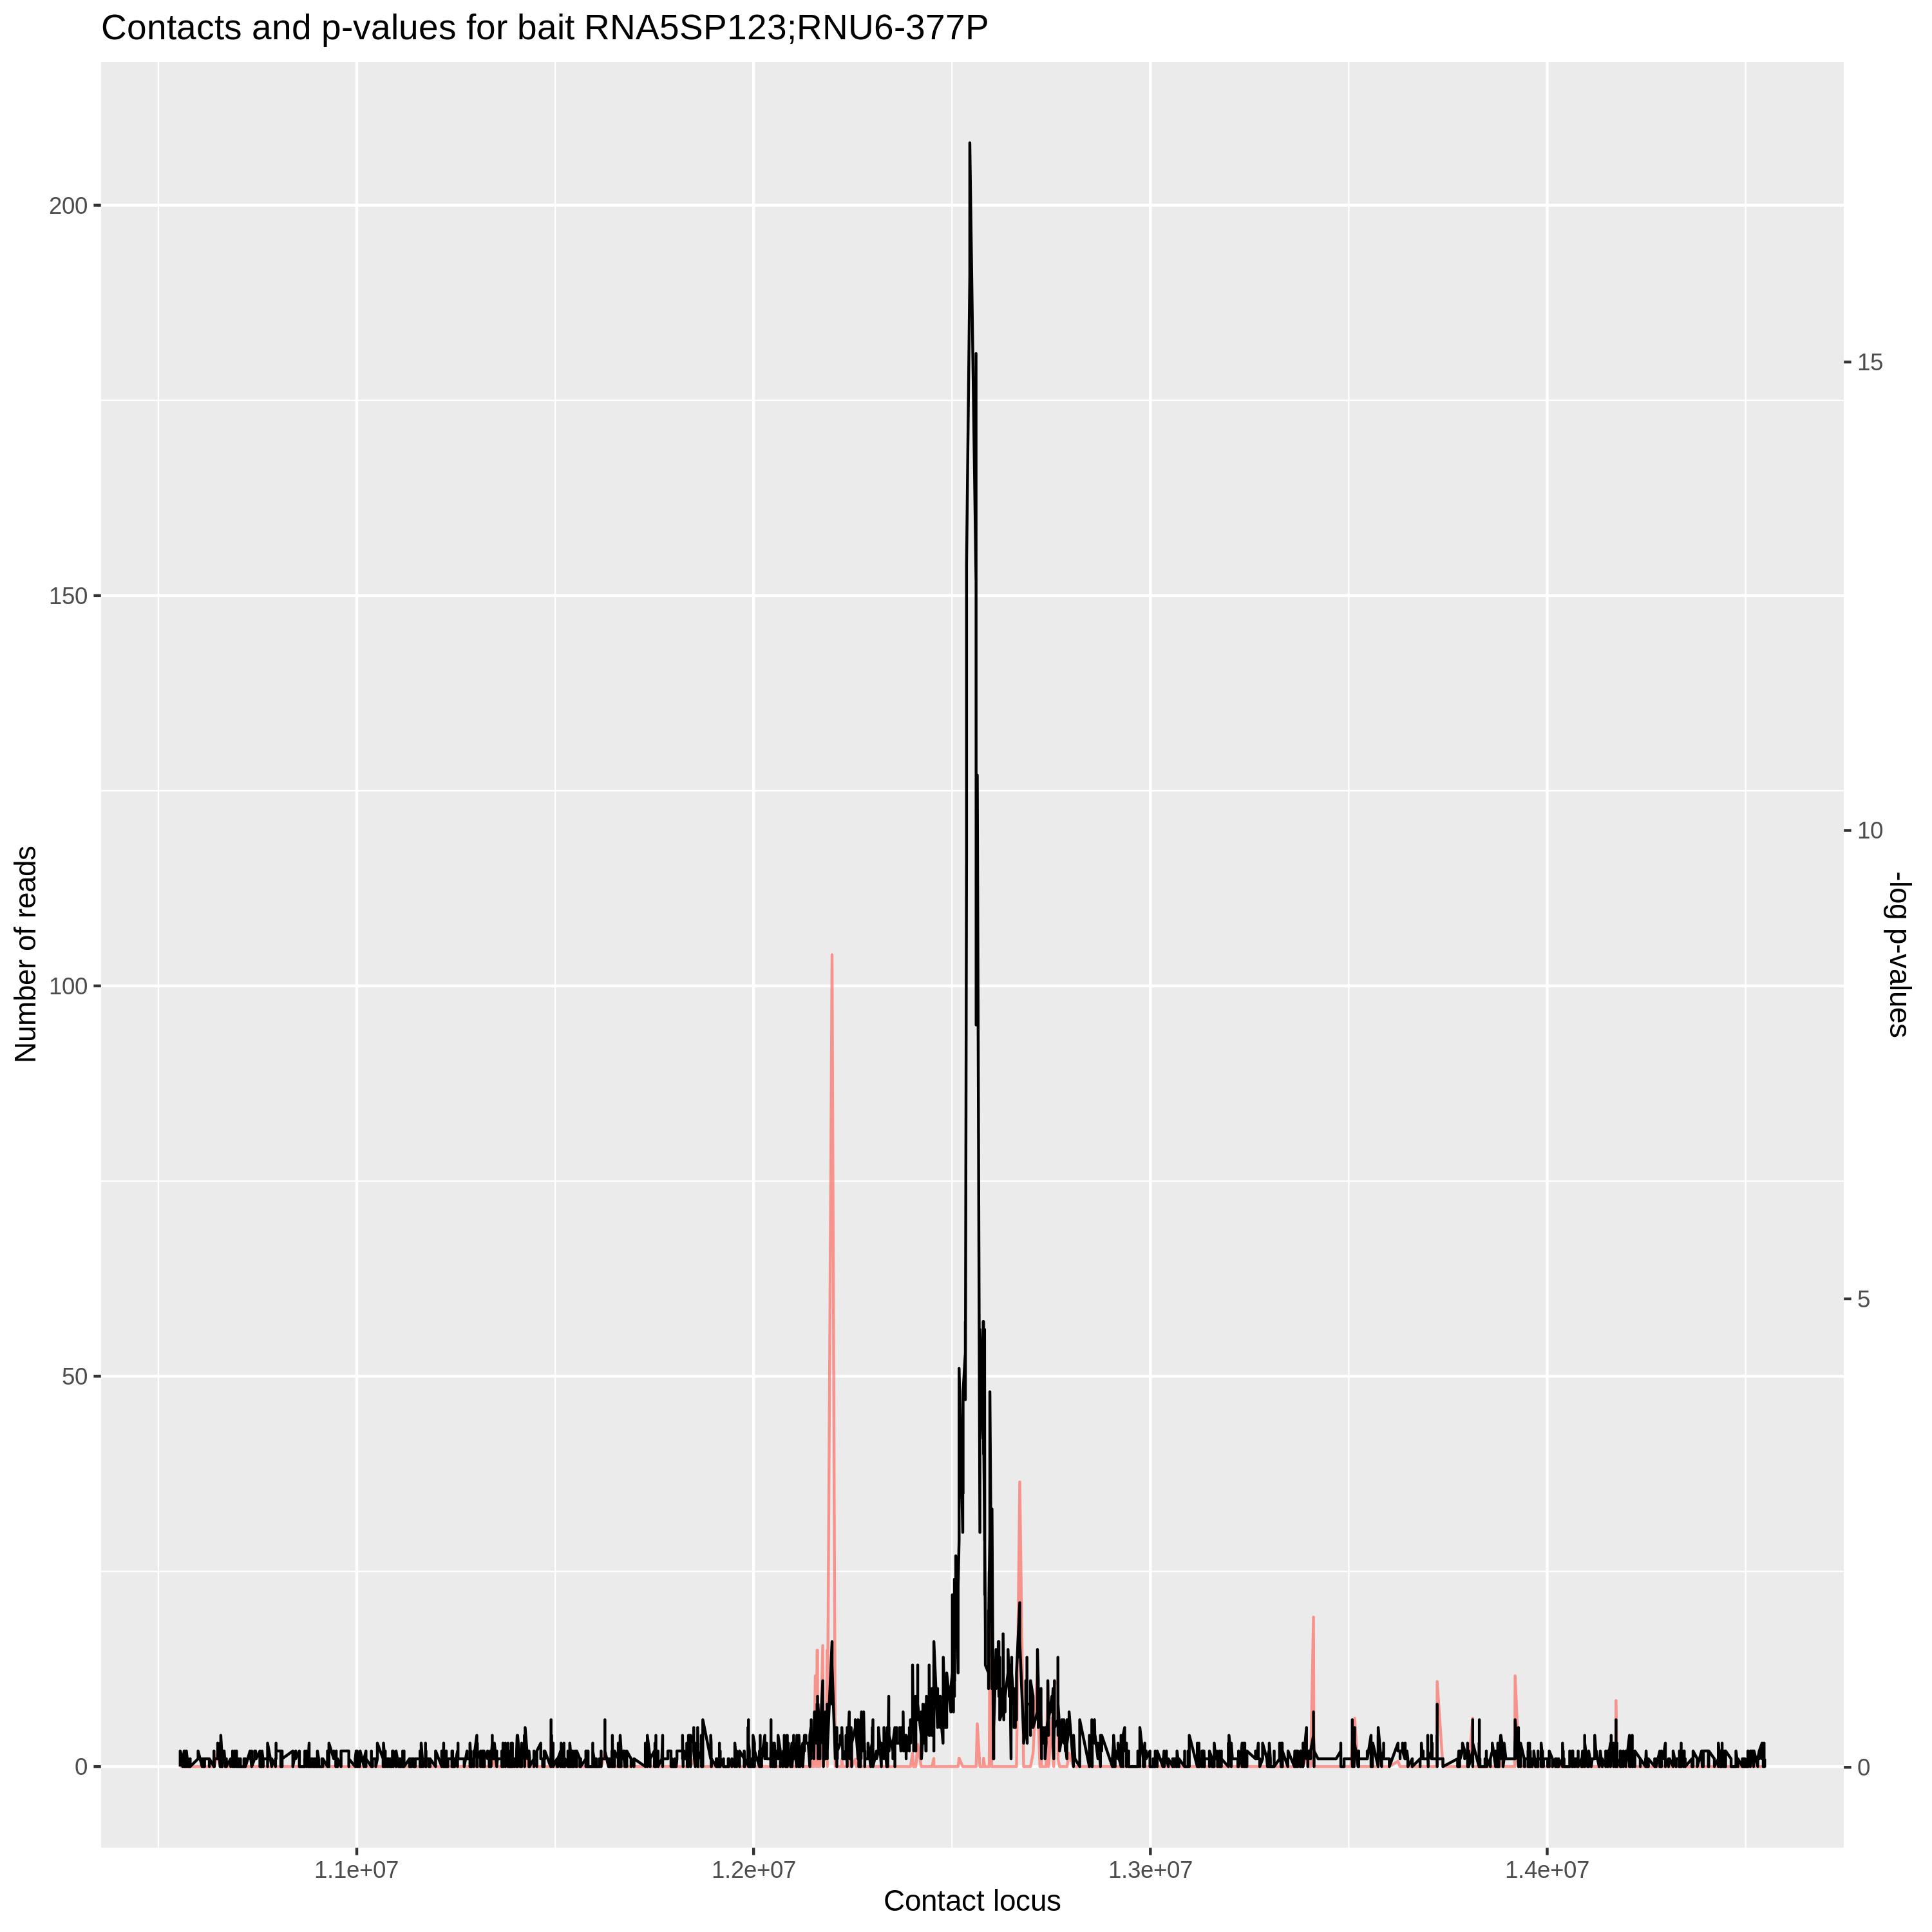 Contacts and p-values for bait RNA5SP123;RNU6-377P
200
150
100
50
0
Number of reads
15
10
5
0
-log p-values
1.1e+07
1.2e+07
1.3e+07
1.4e+07
Contact locus